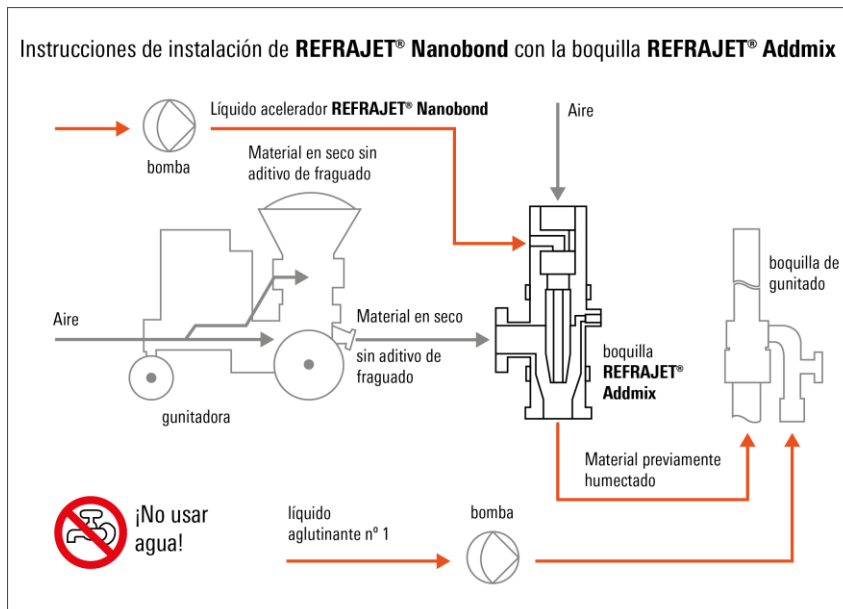 Instrucciones de instalación de REFRAJET® Nanobond con la boquilla REFRAJET® Addmix
Líquido acelerador REFRAJET® Nanobond
Aire
bomba
Material en seco sin
aditivo de fraguado
boquilla de
gunitado
Aire
Material en seco
sin aditivo de
fraguado
boquilla
REFRAJET®
Addmix
gunitadora
Material previamente
humectado
¡No usar
agua!
líquido
aglutinante nº 1
bomba